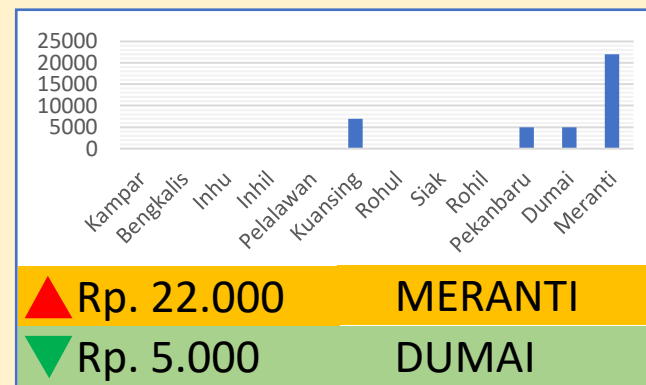 25000
20000
15000
10000
5000
0
Kampar
Bengkalis
Inhu
Inhil
Pelalawan
Kuansing
Rohul
Siak
Rohil
Pekanbaru
Dumai
Meranti
Rp. 22.000 MERANTI
Rp. 5.000 DUMAI